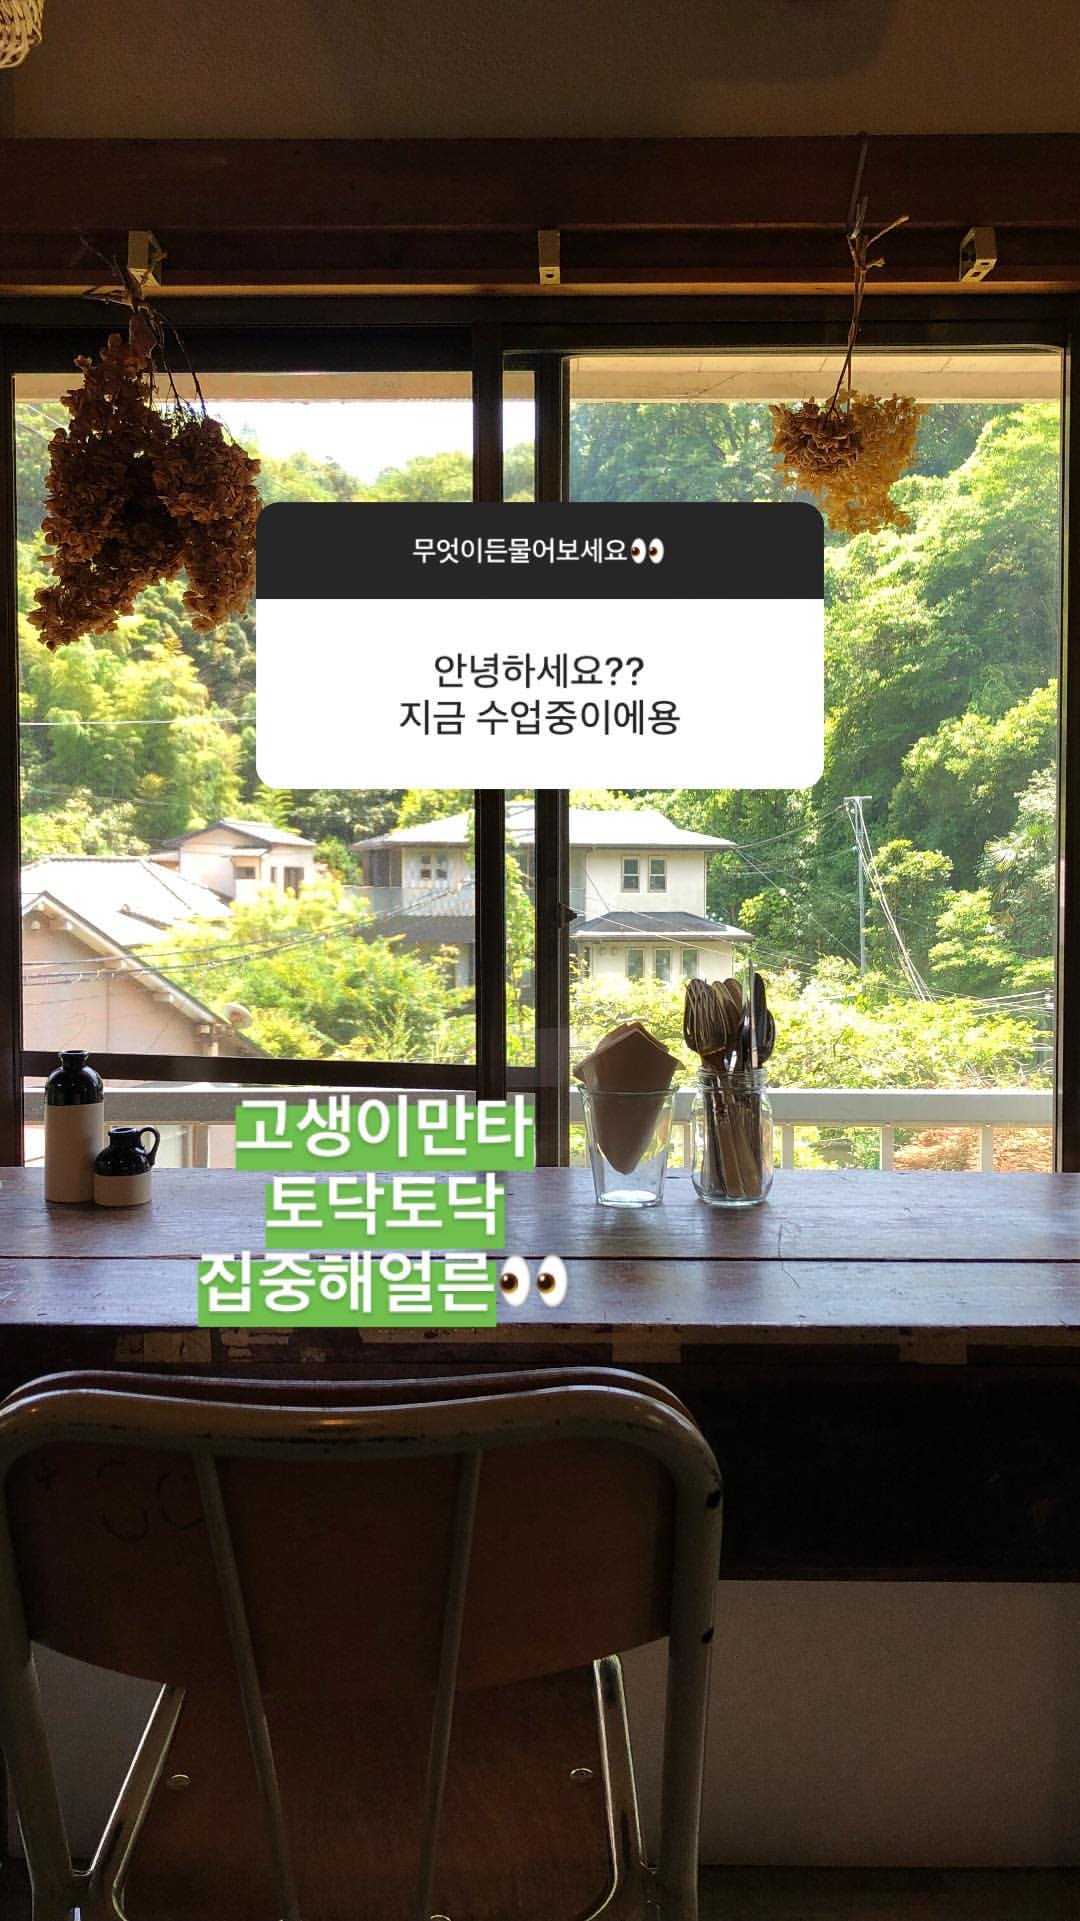 무엇이든물어보세요👀
안녕하세요??
지금 수업중이에용
고생이만타
토닥토닥
집중해얼른👀